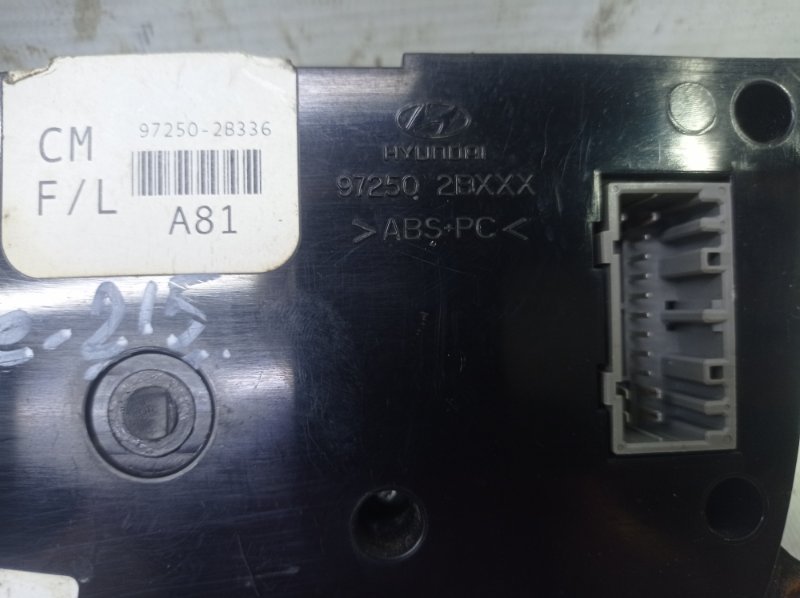 CM
97250-2B336
F/L
A81
HYUNDAI
97250 2BXXX
>ABS+PC<